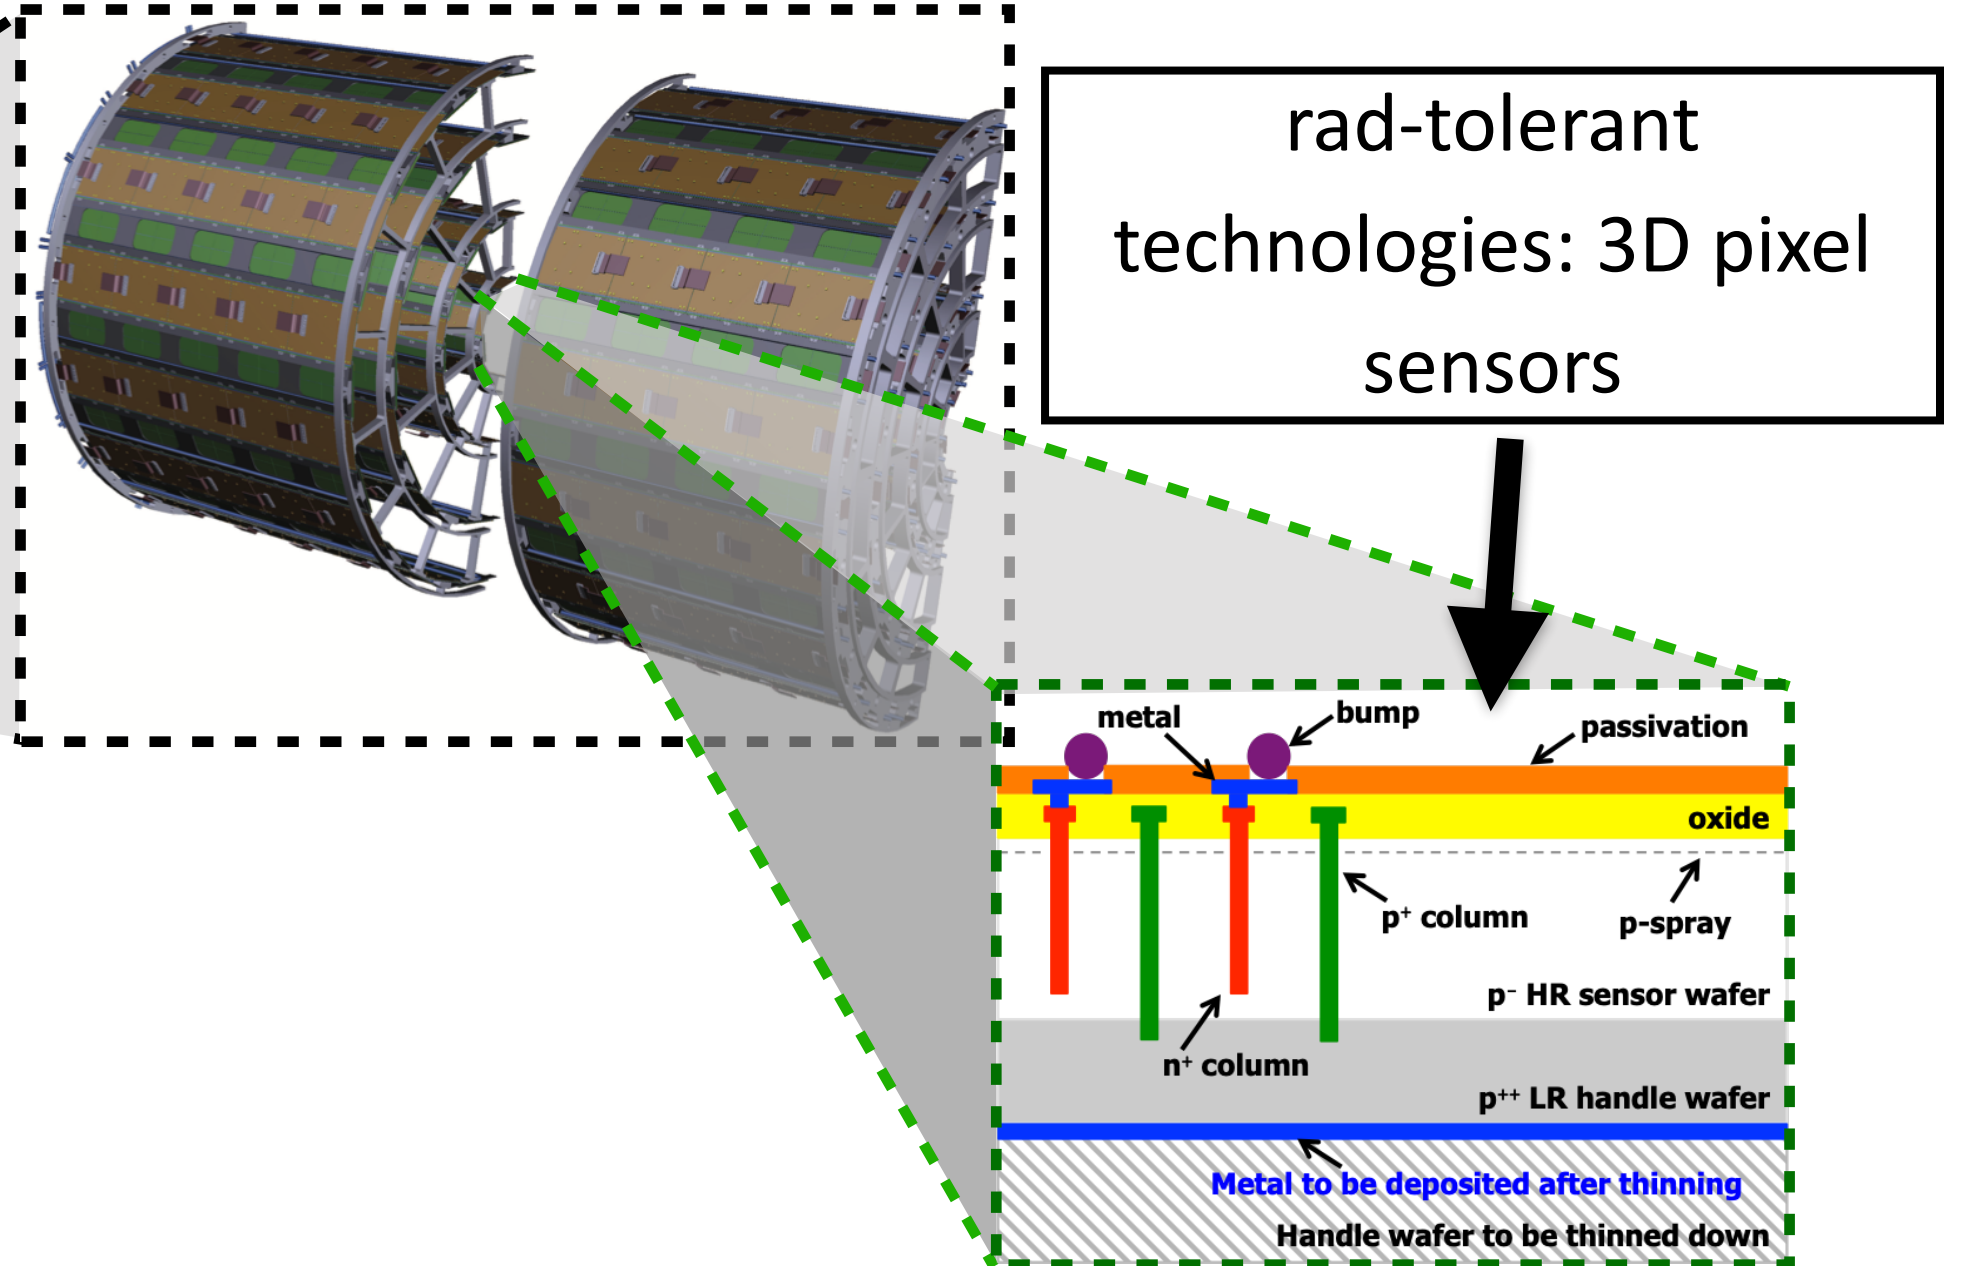 rad-tolerant
technologies: 3D pixel
sensors
metal
bump
passivation
oxide
p⁺ column
p-spray
p⁻ HR sensor wafer
n⁺ column
p⁺⁺ LR handle wafer
Metal to be deposited after thinning
Handle wafer to be thinned down